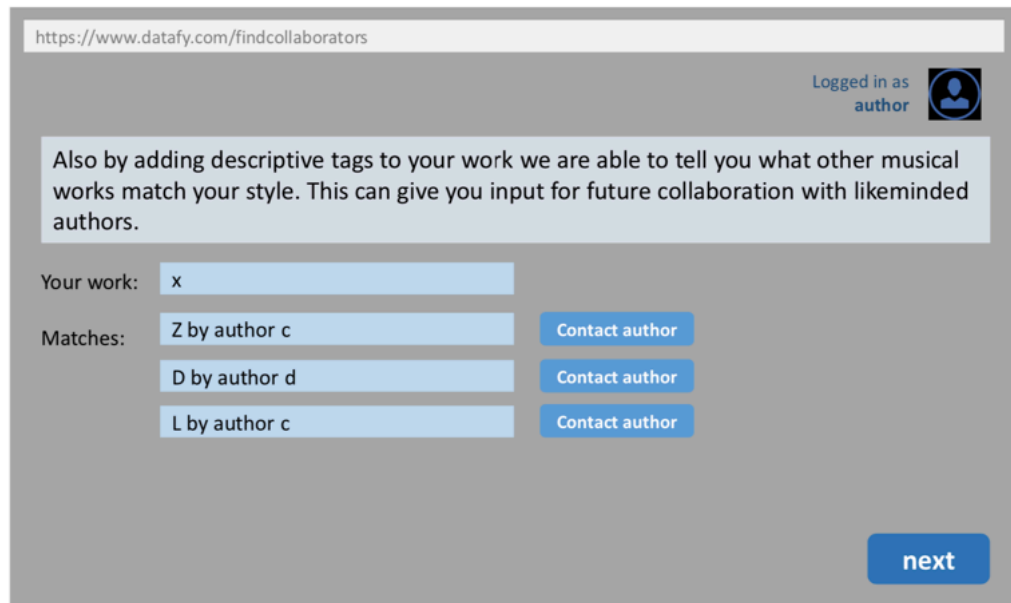 https://www.datafy.com/findcollaborators
Logged in as
author
Also by adding descriptive tags to your work we are able to tell you what other musical
works match your style. This can give you input for future collaboration with likeminded
authors.
Your work: x
Matches: Z by author c Contact author
D by author d Contact author
L by author c Contact author
next